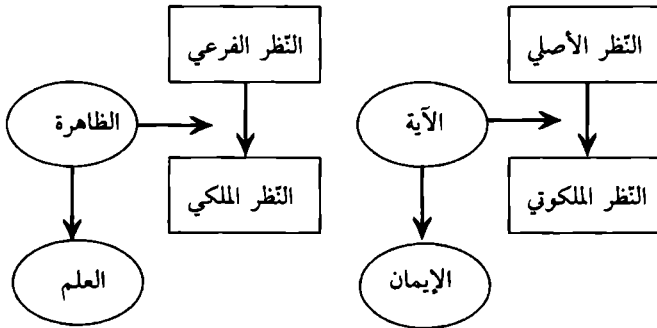 النّظر الأصلي
الآية
النّظر الملكوتي
الإيمان
النّظر الفرعي
الظاهرة
النّظر الملكي
العلم